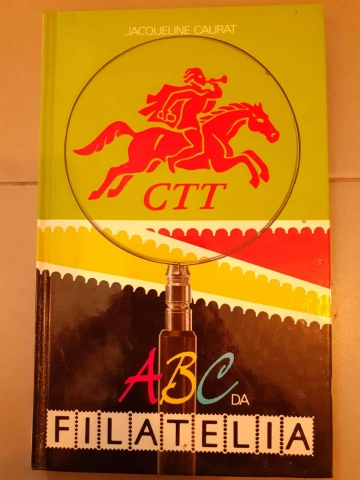 JACQUELINE CAURAT
CTT
ABC DA
FILATELIA